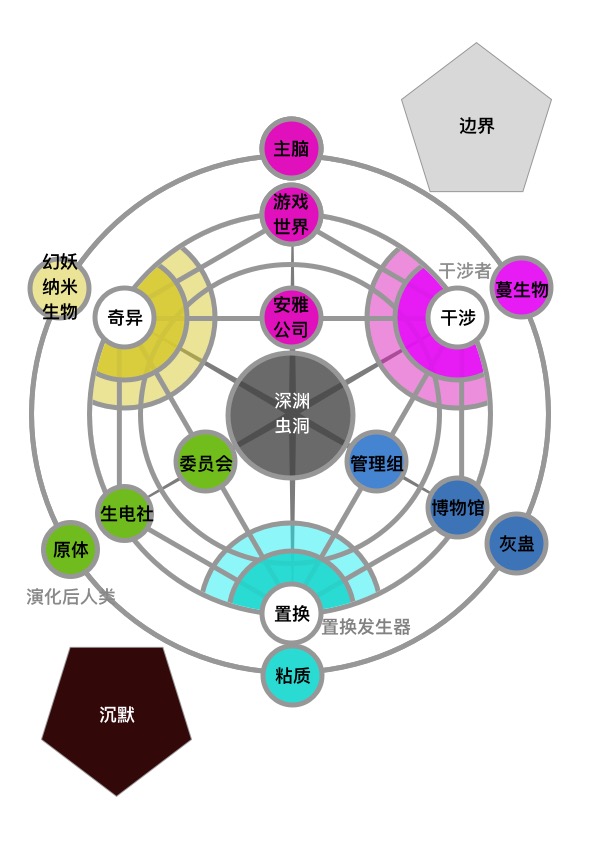 边界
主脑
游戏
世界
幻妖
纳米
生物
干涉者
蔓生物
奇异
安雅
公司
干涉
深渊
虫洞
委员会
管理组
生电社
博物馆
原体
灰蛊
演化后人类
置换
置换发生器
粘质
沉默